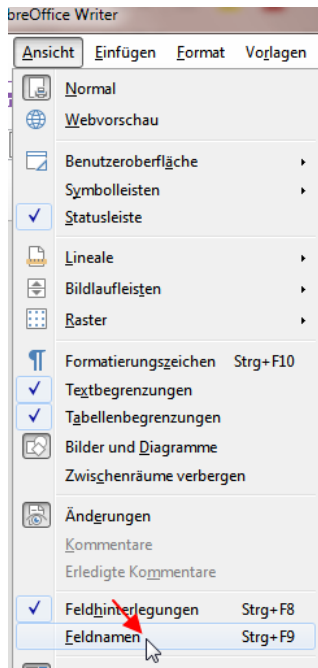 breOffice Writer
Ansicht Einfügen Format Vorlagen
Normal
Webvorschau
Benutzeroberfläche
Symbolleisten
Statusleiste
Lineale
Bildlaufleisten
Raster
Formatierungszeichen Strg+F10
Textbegrenzungen
Tabellenbegrenzungen
Bilder und Diagramme
Zwischenräume verbergen
Änderungen
Kommentare
Erledigte Kommentare
Feldhinterlegungen Strg+F8
Feldnamen Strg+F9